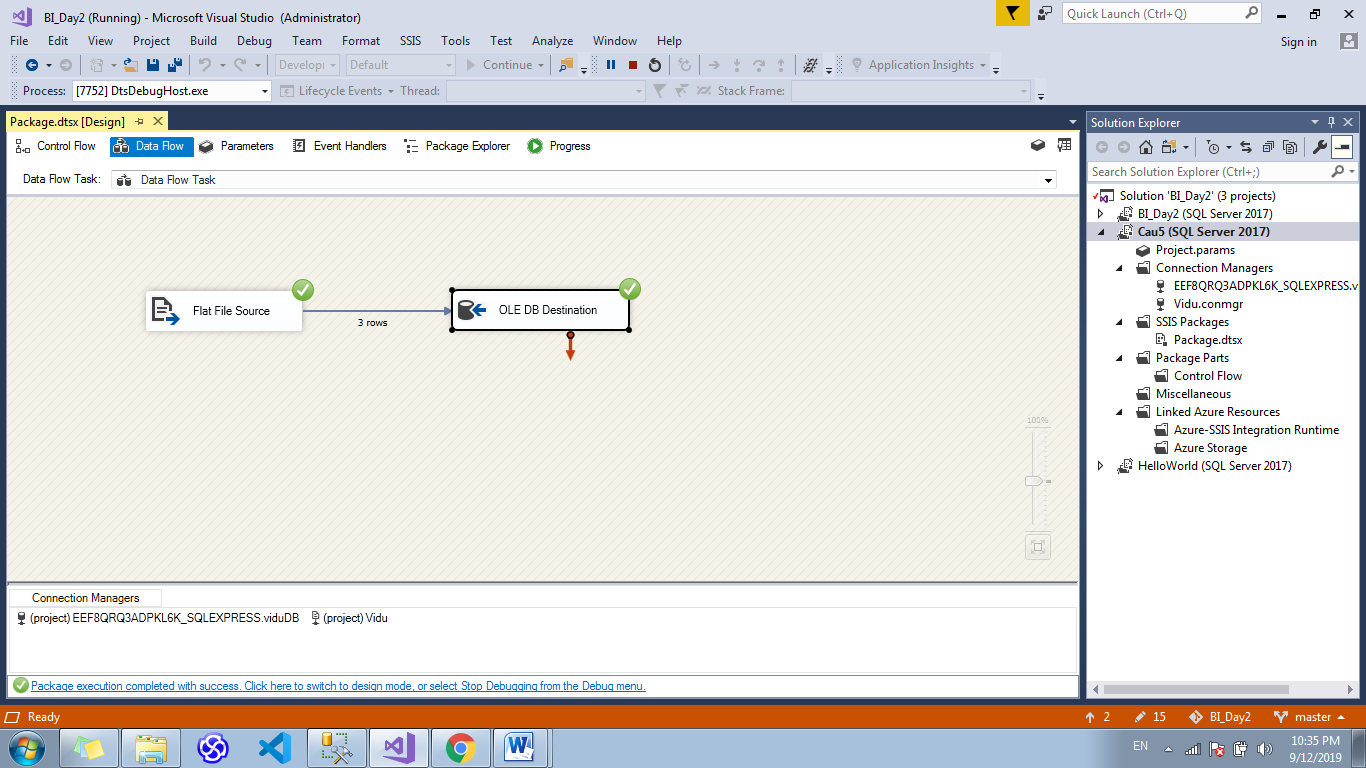 BI_Day2 (Running) - Microsoft Visual Studio (Administrator)
Quick Launch (Ctrl+Q)
File Edit View Project Build Debug Team Format SSIS Tools Test Analyze Window Help
Sign in
Default Continue Application Insights
Process: [7752] DtsDebugHost.exe Lifecycle Events Thread: Stack Frame:
Package.dtsx [Design]
Control Flow Data Flow Parameters Event Handlers Package Explorer Progress
Data Flow Task: Data Flow Task
Flat File Source
3 rows
OLE DB Destination
100%
Connection Managers
(project) EEF8QRQ3ADPKL6K_SQLEXPRESS.viduDB (project) Vidu
Package execution completed with success. Click here to switch to design mode, or select Stop Debugging from the Debug menu.
Solution Explorer
Search Solution Explorer (Ctrl+;)
Solution 'BI_Day2' (3 projects)
BI_Day2 (SQL Server 2017)
Cau5 (SQL Server 2017)
Project.params
Connection Managers
EEF8QRQ3ADPKL6K_SQLEXPRESS.v
Vidu.conmgr
SSIS Packages
Package.dtsx
Package Parts
Control Flow
Miscellaneous
Linked Azure Resources
Azure-SSIS Integration Runtime
Azure Storage
HelloWorld (SQL Server 2017)
Ready
2 15 BI_Day2 master
EN
10:35 PM
9/12/2019